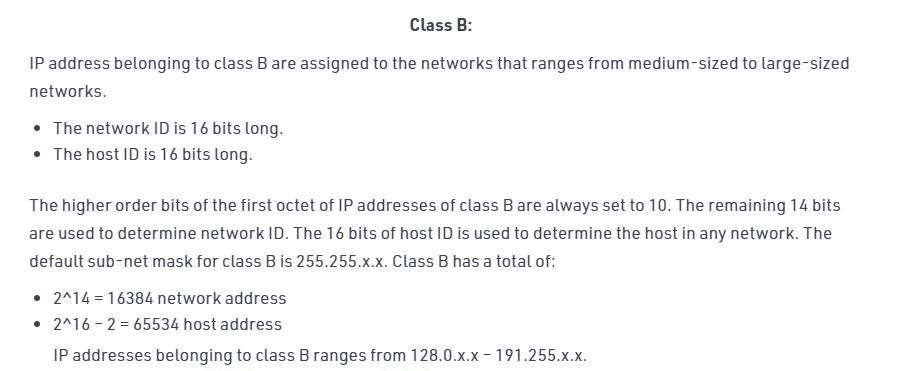 Class B:
IP address belonging to class B are assigned to the networks that ranges from medium-sized to large-sized
networks.
• The network ID is 16 bits long.
• The host ID is 16 bits long.
The higher order bits of the first octet of IP addresses of class B are always set to 10. The remaining 14 bits
are used to determine network ID. The 16 bits of host ID is used to determine the host in any network. The
default sub-net mask for class B is 255.255.x.x. Class B has a total of:
• 2^14 = 16384 network address
• 2^16 – 2 = 65534 host address
IP addresses belonging to class B ranges from 128.0.x.x – 191.255.x.x.